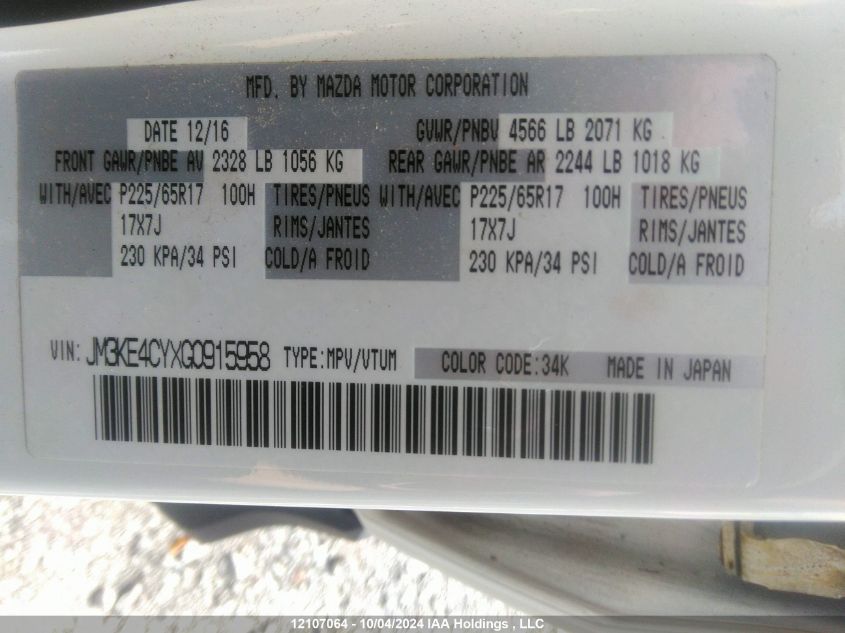 MFD. BY MAZDA MOTOR CORPORATION
DATE 12/16 GVWR/PNBV 4566 LB 2071 KG
FRONT GAWR/PNBE AV 2328 LB 1056 KG REAR GAWR/PNBE AR 2244 LB 1018 KG
WITH/AVEC P225/65R17 100H TIRES/PNEUS WITH/AVEC P225/65R17 100H TIRES/PNEUS
17X7J RIMS/JANTES 17X7J RIMS/JANTES
230 KPA/34 PSI COLD/A FROID 230 KPA/34 PSI COLD/A FROID
VIN: JM3KE4CYXG0915958 TYPE:MPV/VTUM COLOR CODE:34K MADE IN JAPAN
12107064 - 10/04/2024 IAA Holdings , LLC